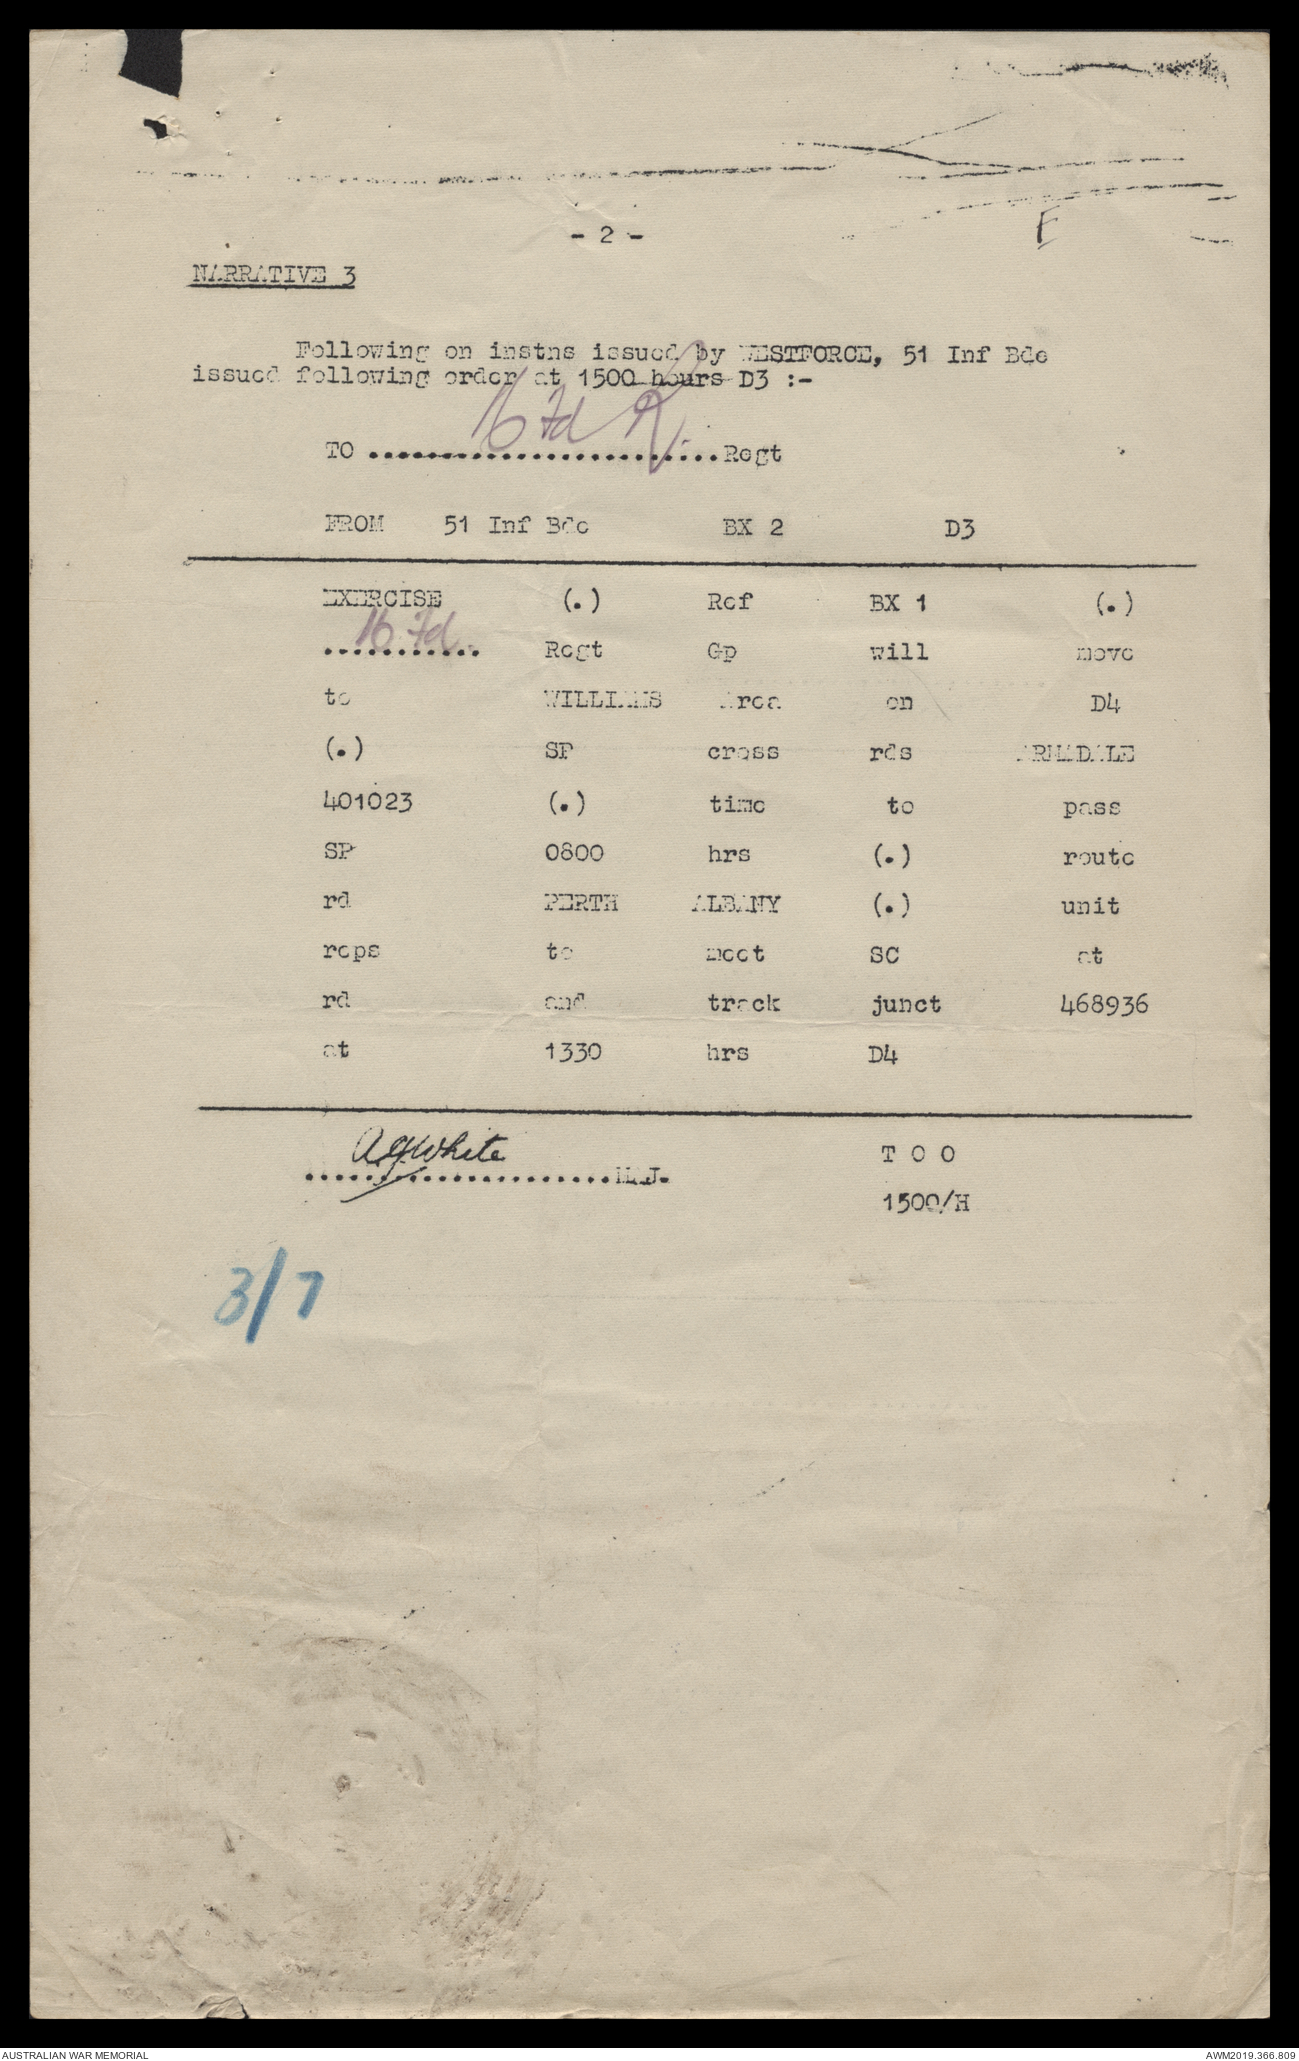 - 2 -
E
NARRATIVE 3
Following on instns issued by WESTFORCE, 51 Inf Bde
issued following order at 1500 hours D3 :-
16 Fd R
TO ........................Regt
FROM 51 Inf Bde BX 2 D3
EXERCISE (.) Ref BX 1 (.)
16 Fd
........... Regt Gp will move
to WILLIAMS Area on D4
(.) SP cross rds ARMADALE
401023 (.) time to pass
SP 0800 hrs (.) route
rd PERTH ALBANY (.) unit
reps to meet SC at
rd and track junct 468936
at 1330 hrs D4
AGWhite
.....................MAJ.
T O O
1500/H
3/7
AUSTRALIAN WAR MEMORIAL
AWM2019.366.809